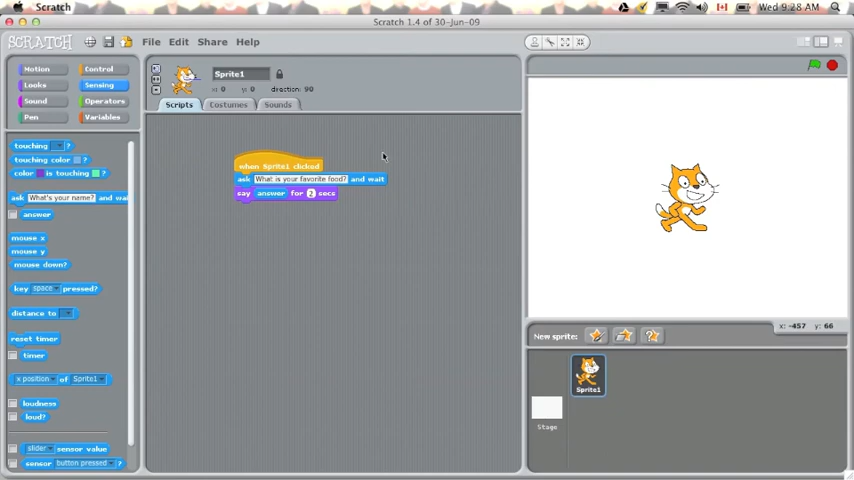 Scratch Wed 9:28 AM
Scratch 1.4 of 30-Jun-09
SCRATCH File Edit Share Help
Motion Control
Looks Sensing
Sound Operators
Pen Variables
Sprite1
x: 0 y: 0 direction: 90
Scripts Costumes Sounds
touching ?
touching color ?
color is touching ?
ask What's your name? and wai
answer
mouse x
mouse y
mouse down?
key space pressed?
distance to
reset timer
timer
x position of Sprite1
loudness
loud?
slider sensor value
sensor button pressed ?
when Sprite1 clicked
ask What is your favorite food? and wait
say answer for 2 secs
x: -457 y: 66
New sprite:
Sprite1
Stage